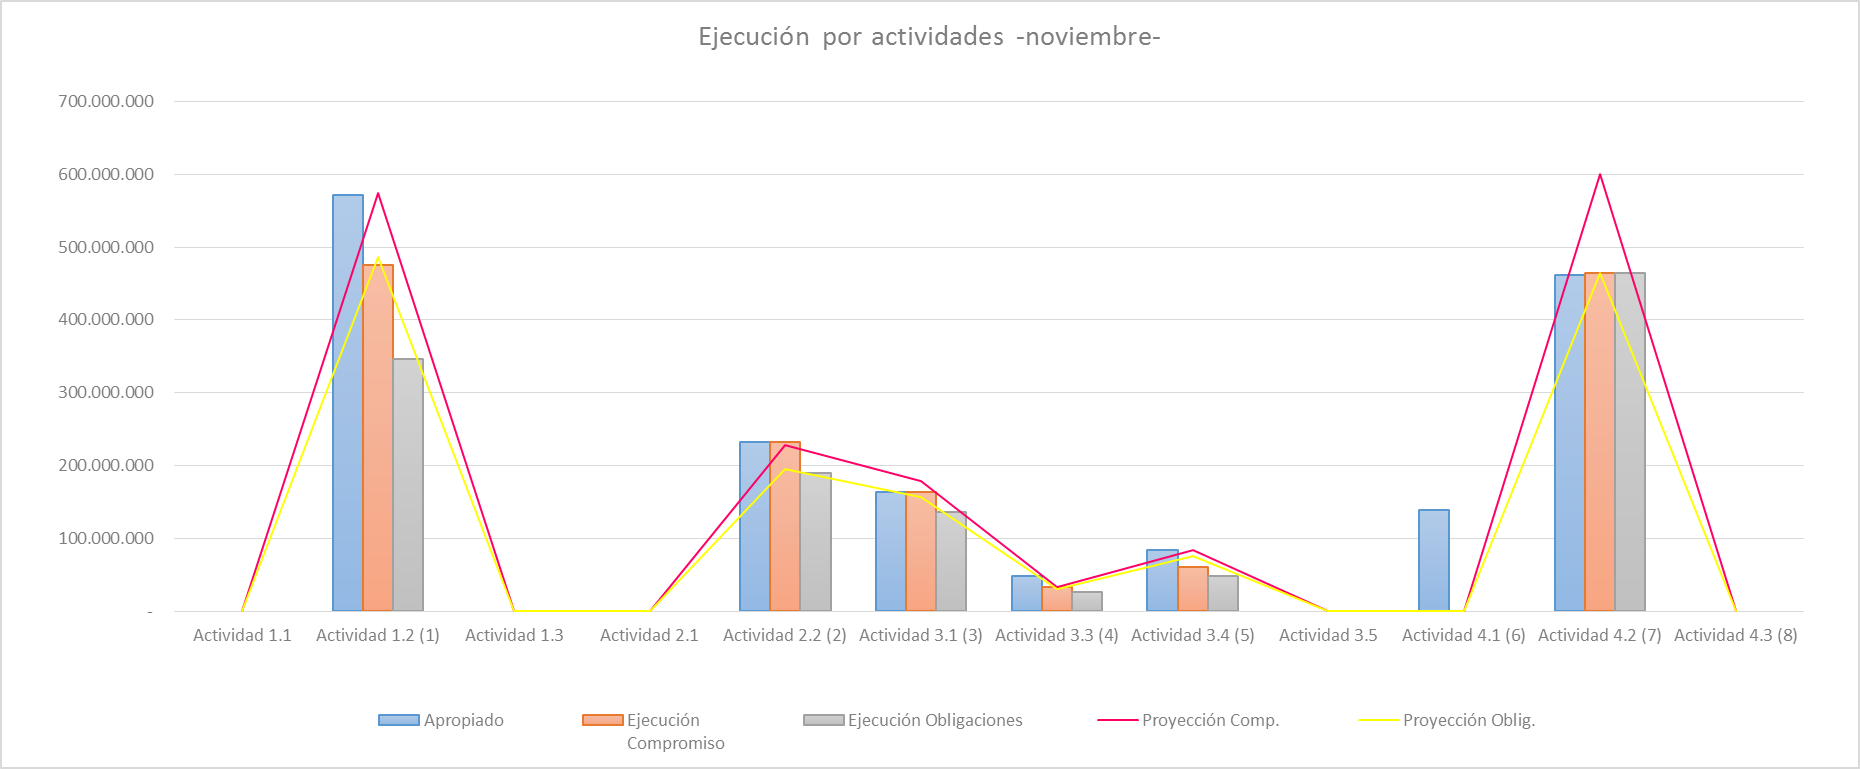 Ejecución por actividades -noviembre-
700.000.000
600.000.000
500.000.000
400.000.000
300.000.000
200.000.000
100.000.000
-
Actividad 1.1
Actividad 1.2 (1)
Actividad 1.3
Actividad 2.1
Actividad 2.2 (2)
Actividad 3.1 (3)
Actividad 3.3 (4)
Actividad 3.4 (5)
Actividad 3.5
Actividad 4.1 (6)
Actividad 4.2 (7)
Actividad 4.3 (8)
Apropiado
Ejecución
Compromiso
Ejecución Obligaciones
Proyección Comp.
Proyección Oblig.